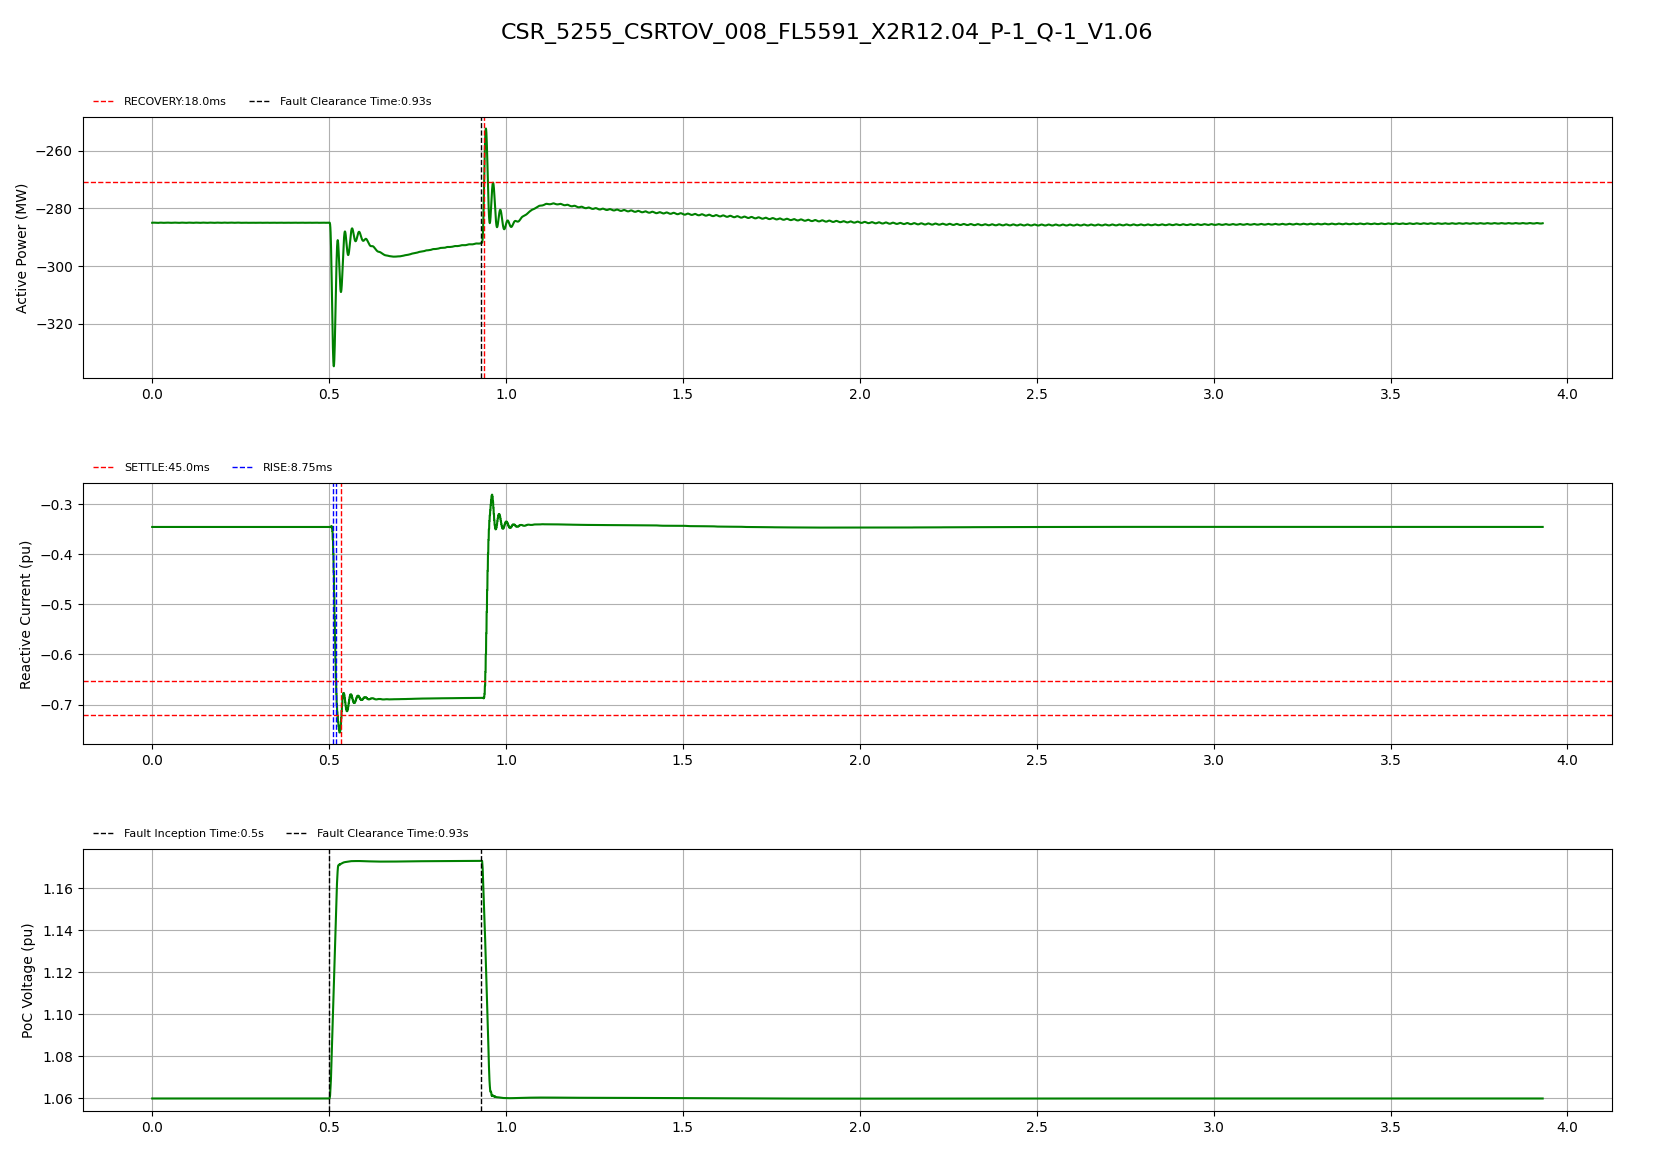 CSR_5255_CSRTOV_008_FL5591_X2R12.04_P-1_Q-1_V1.06
RECOVERY:18.0ms Fault Clearance Time:0.93s
Active Power (MW)
−260
−280
−300
−320
0.0 0.5 1.0 1.5 2.0 2.5 3.0 3.5 4.0
SETTLE:45.0ms RISE:8.75ms
Reactive Current (pu)
−0.3
−0.4
−0.5
−0.6
−0.7
0.0 0.5 1.0 1.5 2.0 2.5 3.0 3.5 4.0
Fault Inception Time:0.5s Fault Clearance Time:0.93s
PoC Voltage (pu)
1.16
1.14
1.12
1.10
1.08
1.06
0.0 0.5 1.0 1.5 2.0 2.5 3.0 3.5 4.0